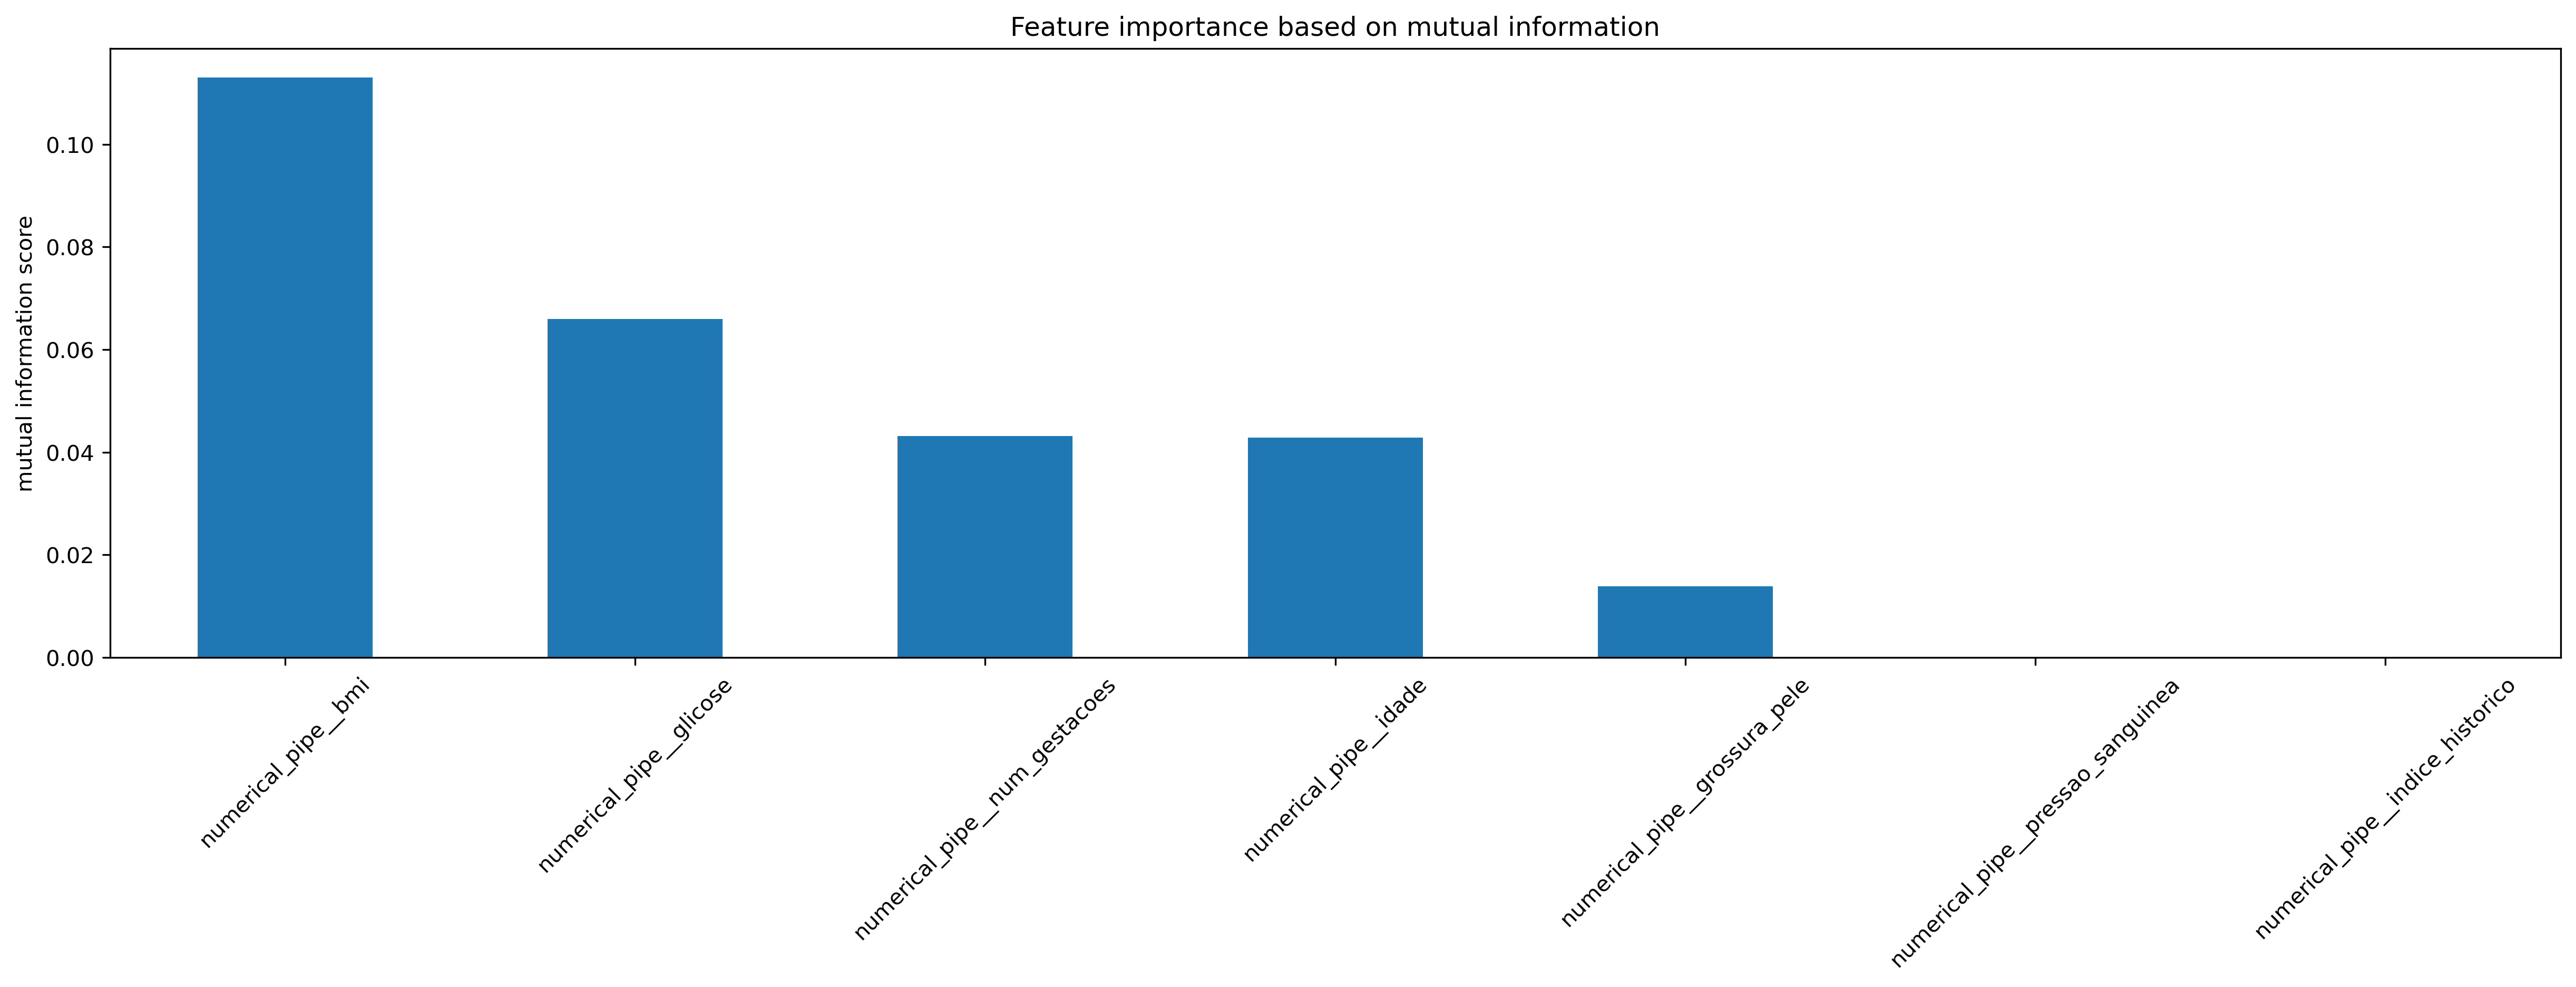 Feature importance based on mutual information
mutual information score
0.10
0.08
0.06
0.04
0.02
0.00
numerical_pipe__bmi
numerical_pipe__glicose
numerical_pipe__num_gestacoes
numerical_pipe__idade
numerical_pipe__grossura_pele
numerical_pipe__pressao_sanguinea
numerical_pipe__indice_historico